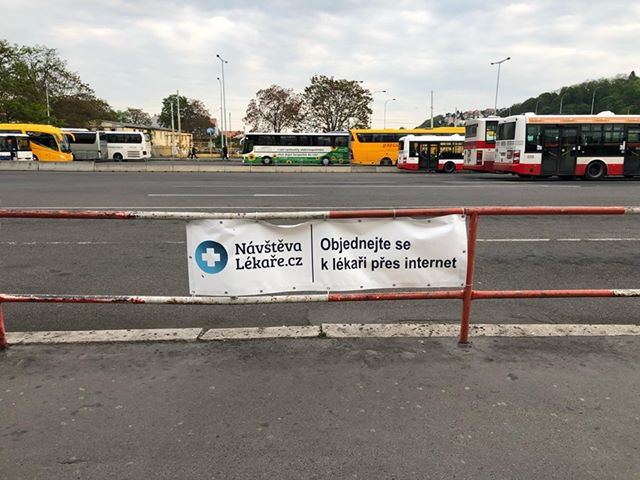 Návštěva
Lékaře.cz
Objednejte se
k lékaři přes internet